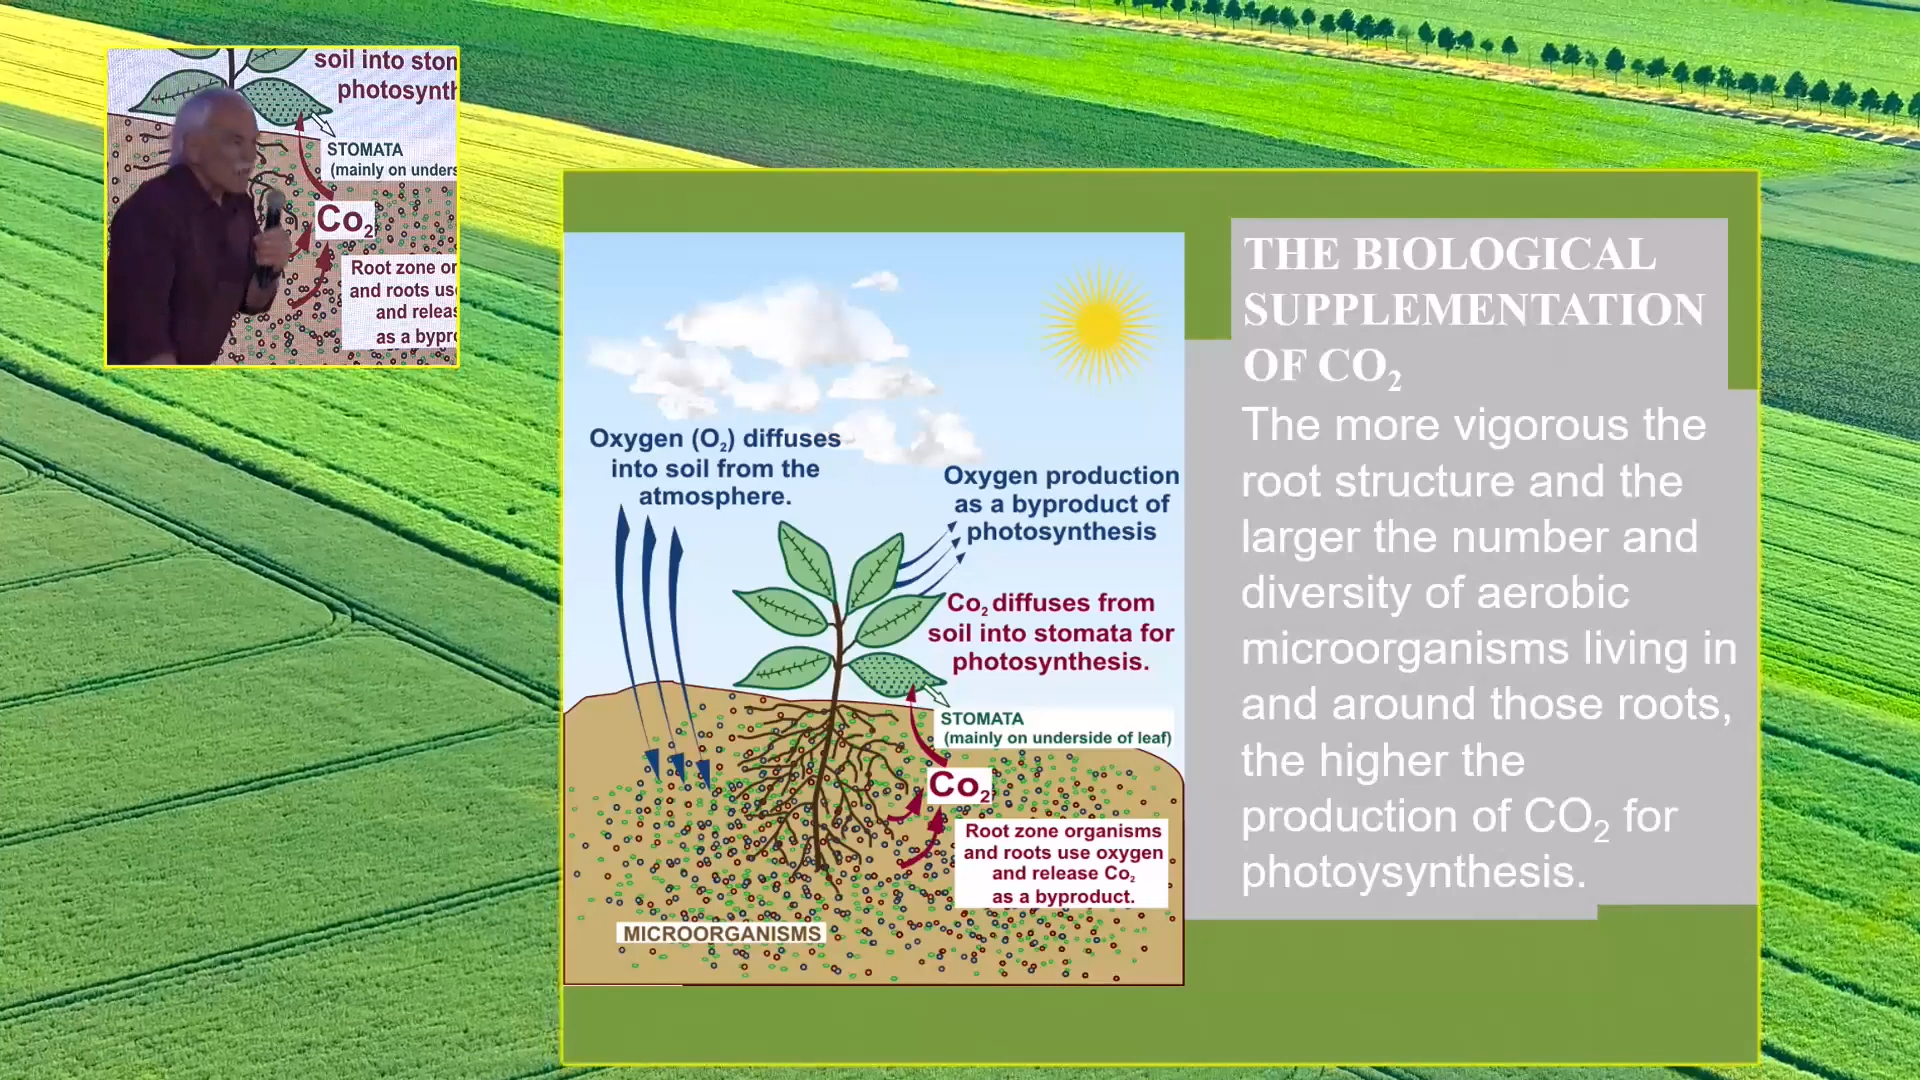 soil into ston
photosynth
STOMATA
(mainly on unders
Co₂
Root zone or
and roots us
and releas
as a bypro
Oxygen (O₂) diffuses
into soil from the
atmosphere.
Oxygen production
as a byproduct of
photosynthesis
Co₂ diffuses from
soil into stomata for
photosynthesis.
STOMATA
(mainly on underside of leaf)
Co₂
Root zone organisms
and roots use oxygen
and release Co₂
as a byproduct.
MICROORGANISMS
THE BIOLOGICAL
SUPPLEMENTATION
OF CO₂
The more vigorous the
root structure and the
larger the number and
diversity of aerobic
microorganisms living in
and around those roots,
the higher the
production of CO₂ for
photoysynthesis.